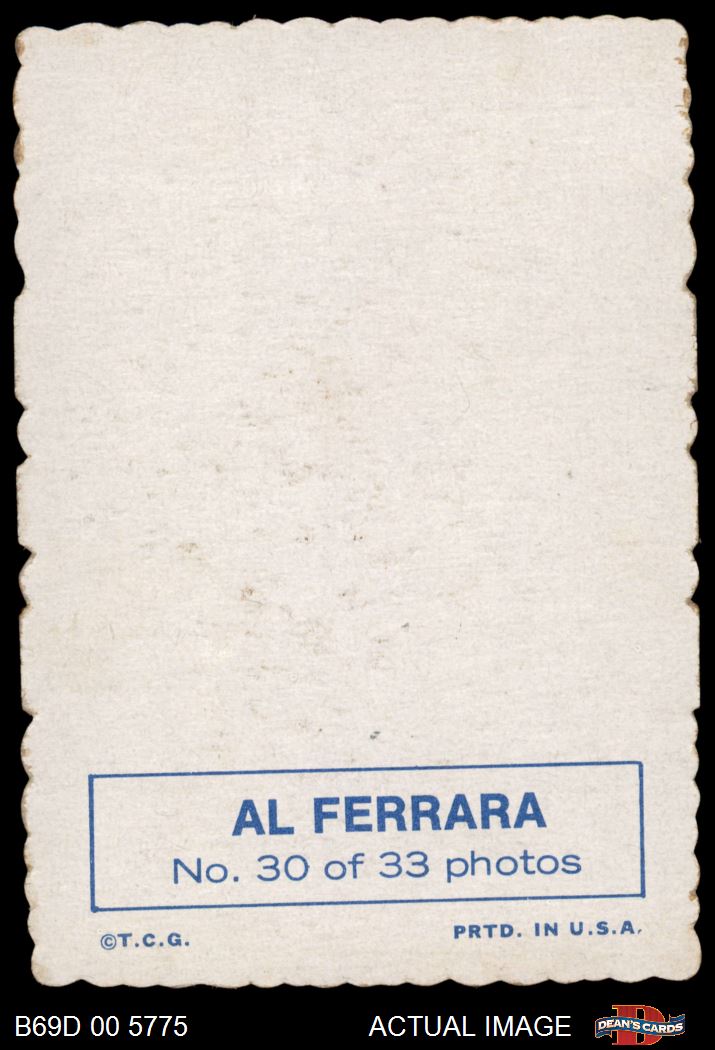 AL FERRARA
No. 30 of 33 photos
©T.C.G.
PRTD. IN U.S.A.
B69D 00 5775
ACTUAL IMAGE
DEAN'S CARDS